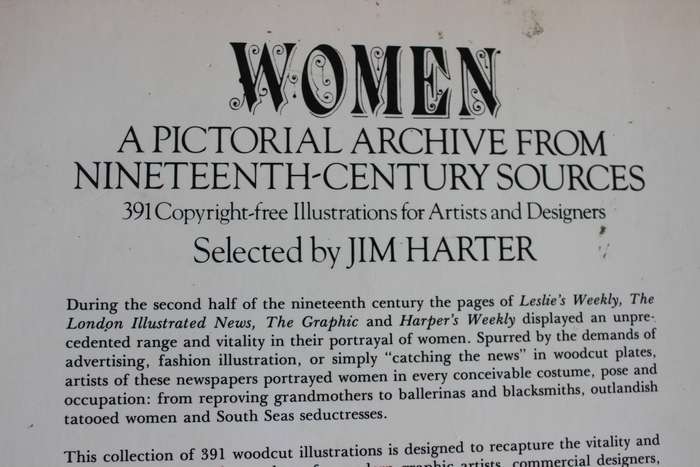 WOMEN
A PICTORIAL ARCHIVE FROM
NINETEENTH-CENTURY SOURCES
391 Copyright-free Illustrations for Artists and Designers
Selected by JIM HARTER
During the second half of the nineteenth century the pages of Leslie's Weekly, The
London Illustrated News, The Graphic and Harper's Weekly displayed an unpre-
cedented range and vitality in their portrayal of women. Spurred by the demands of
advertising, fashion illustration, or simply "catching the news" in woodcut plates,
artists of these newspapers portrayed women in every conceivable costume, pose and
occupation: from reproving grandmothers to ballerinas and blacksmiths, outlandish
tatooed women and South Seas seductresses.
This collection of 391 woodcut illustrations is designed to recapture the vitality and
graphic artists, commercial designers,